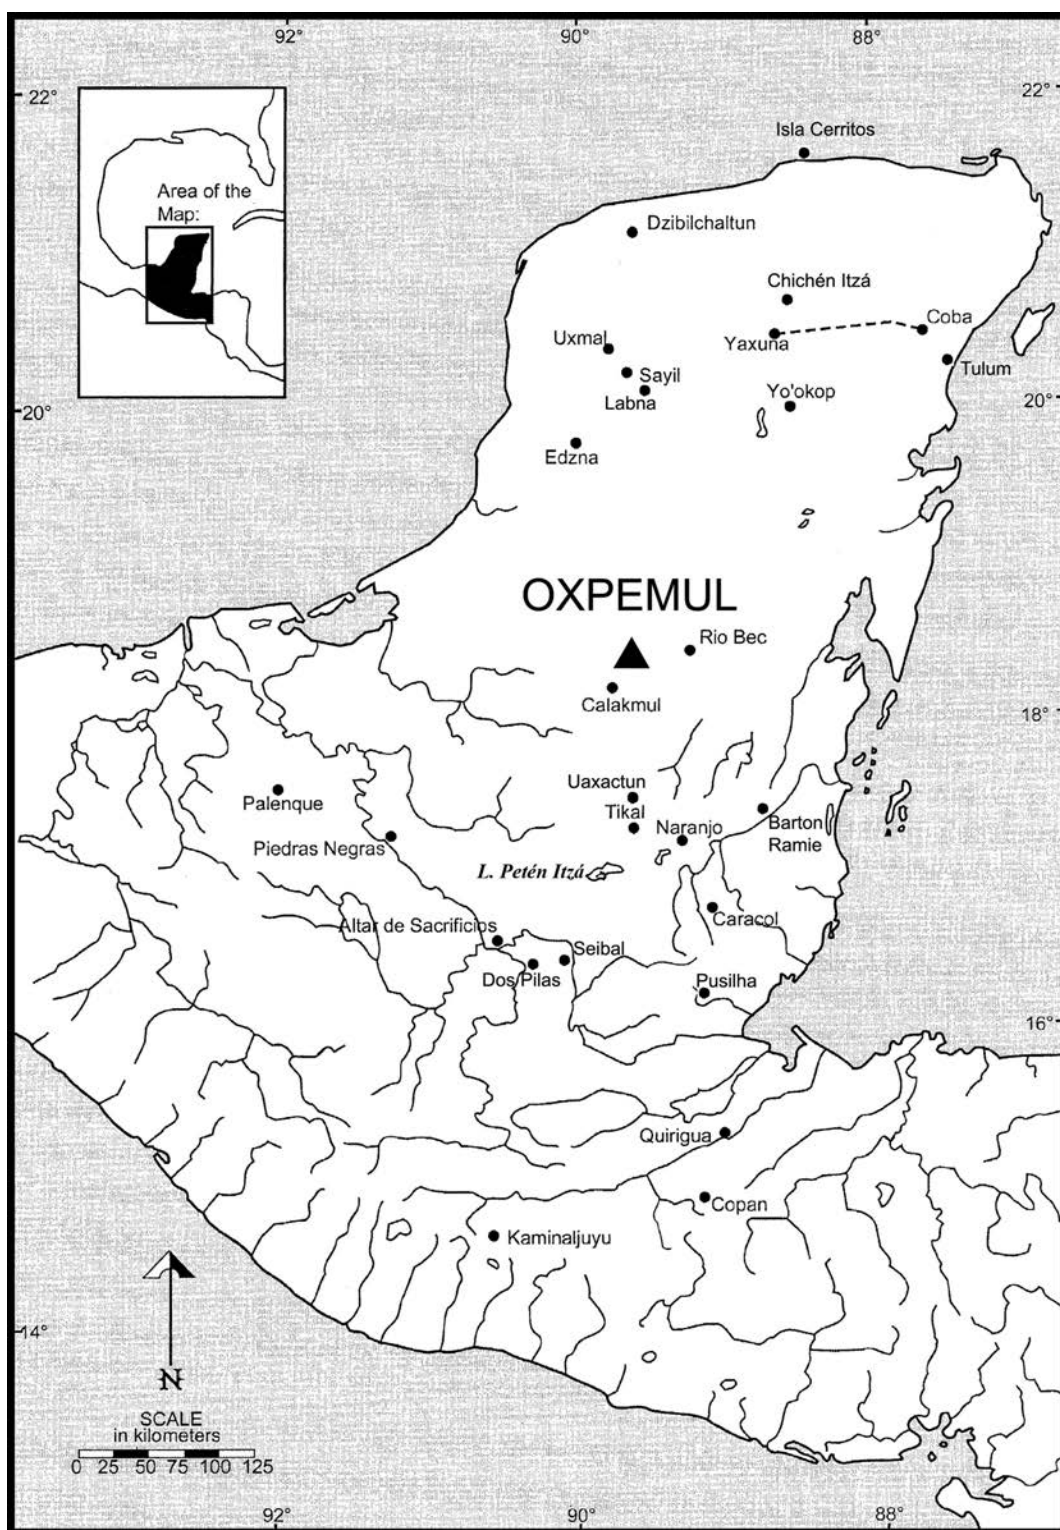 92°
90°
88°
22°
22°
Isla Cerritos
Area of the
Map:
Dzibilchaltun
Chichén Itzá
Coba
Uxmal
Yaxuna
Tulum
Sayil
Labna
Yo'okop
20°
20°
Edzna
OXPEMUL
Rio Bec
Calakmul
18°
Uaxactun
Palenque
Tikal
Naranjo
Barton
Ramie
Piedras Negras
L. Petén Itzá
Caracol
Altar de Sacrificios
Seibal
Dos Pilas
Pusilha
16°
Quirigua
Copan
Kaminaljuyu
14°
N
SCALE
in kilometers
0 25 50 75 100 125
92°
90°
88°